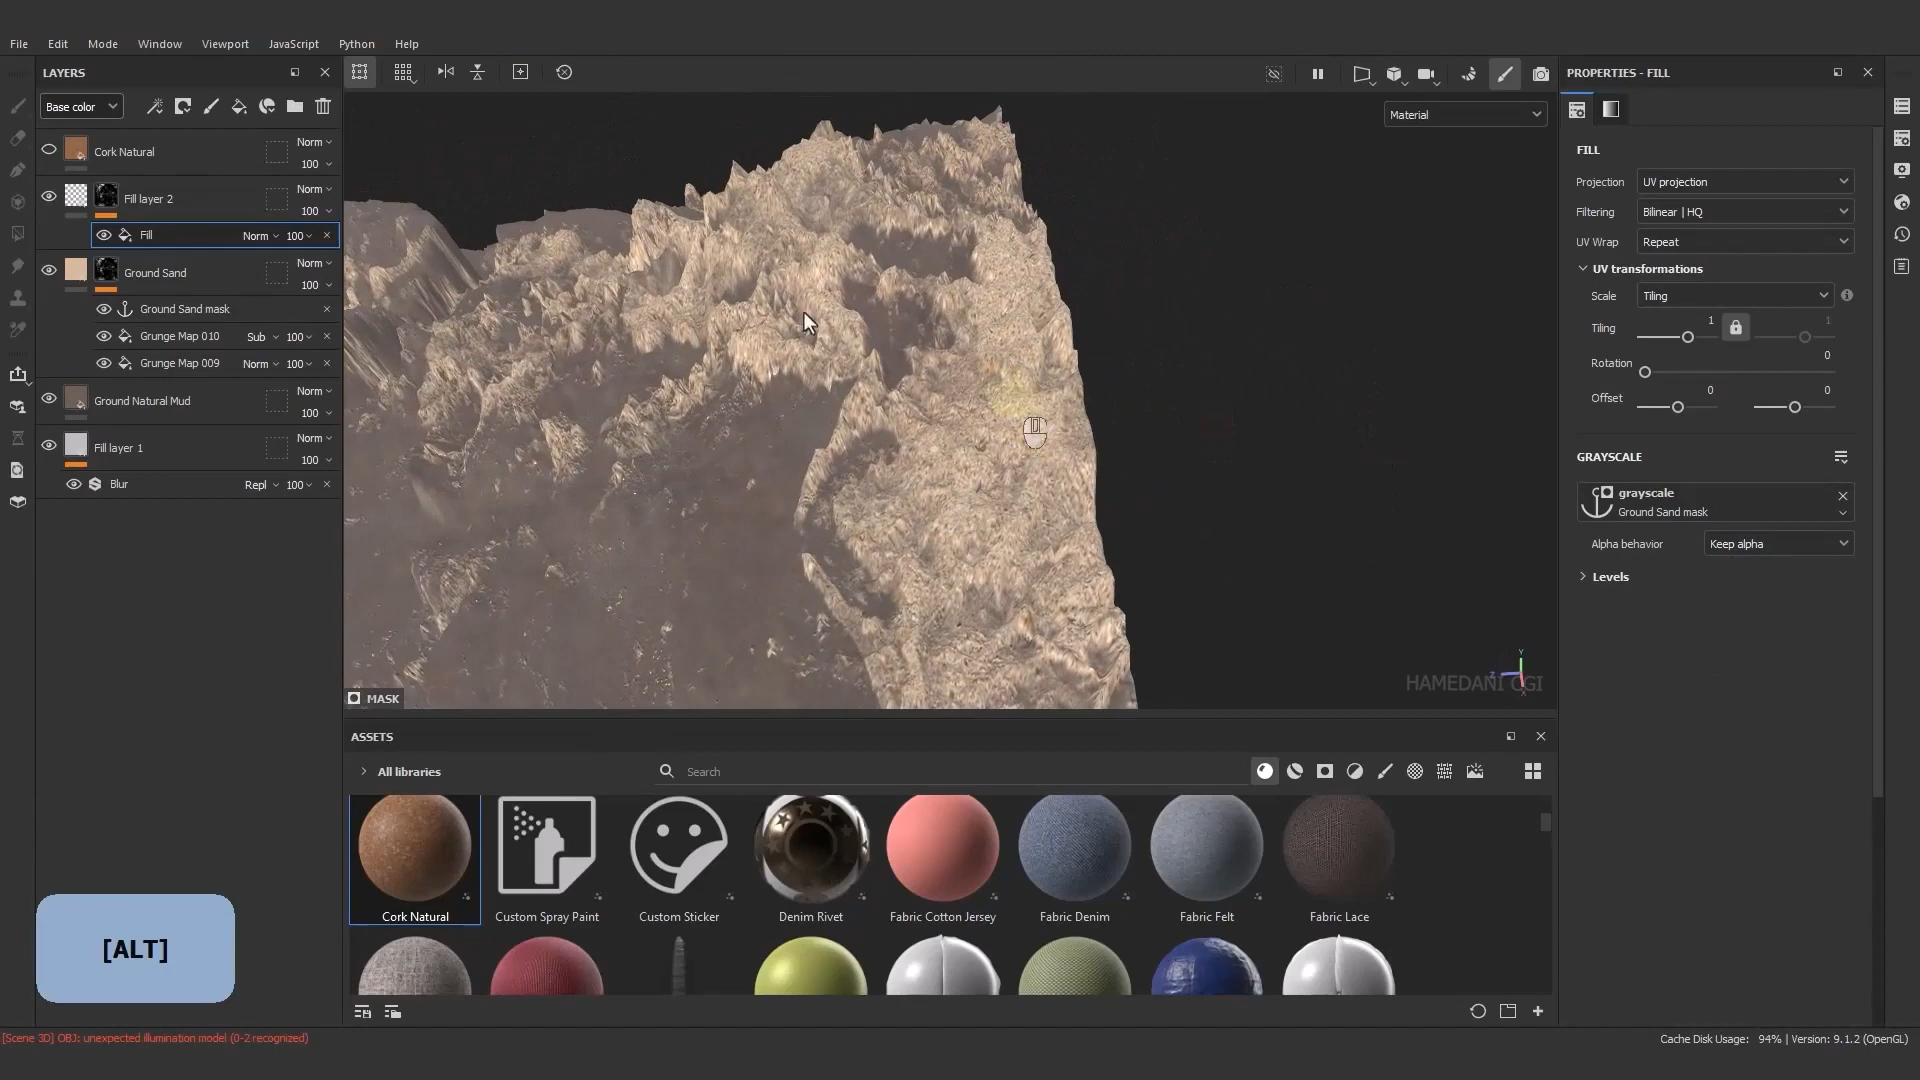 File Edit Mode Window Viewport JavaScript Python Help
LAYERS
Base color
Cork Natural Norm
100
Fill layer 2 Norm
100
Fill Norm 100
Ground Sand Norm
100
Ground Sand mask
Grunge Map 010 Sub 100
Grunge Map 009 Norm 100
Ground Natural Mud Norm
100
Fill layer 1 Norm
100
Blur Repl 100
[ALT]
Material
MASK
HAMEDANI CGI
Y
Z
X
ASSETS
All libraries
Search
Cork Natural
Custom Spray Paint
Custom Sticker
Denim Rivet
Fabric Cotton Jersey
Fabric Denim
Fabric Felt
Fabric Lace
PROPERTIES - FILL
FILL
Projection UV projection
Filtering Bilinear | HQ
UV Wrap Repeat
UV transformations
Scale Tiling
Tiling 1 1
Rotation 0
Offset 0 0
GRAYSCALE
grayscale
Ground Sand mask
Alpha behavior Keep alpha
Levels
[Scene 3D] OBJ: unexpected illumination model (0-2 recognized)
Cache Disk Usage: 94% | Version: 9.1.2 (OpenGL)